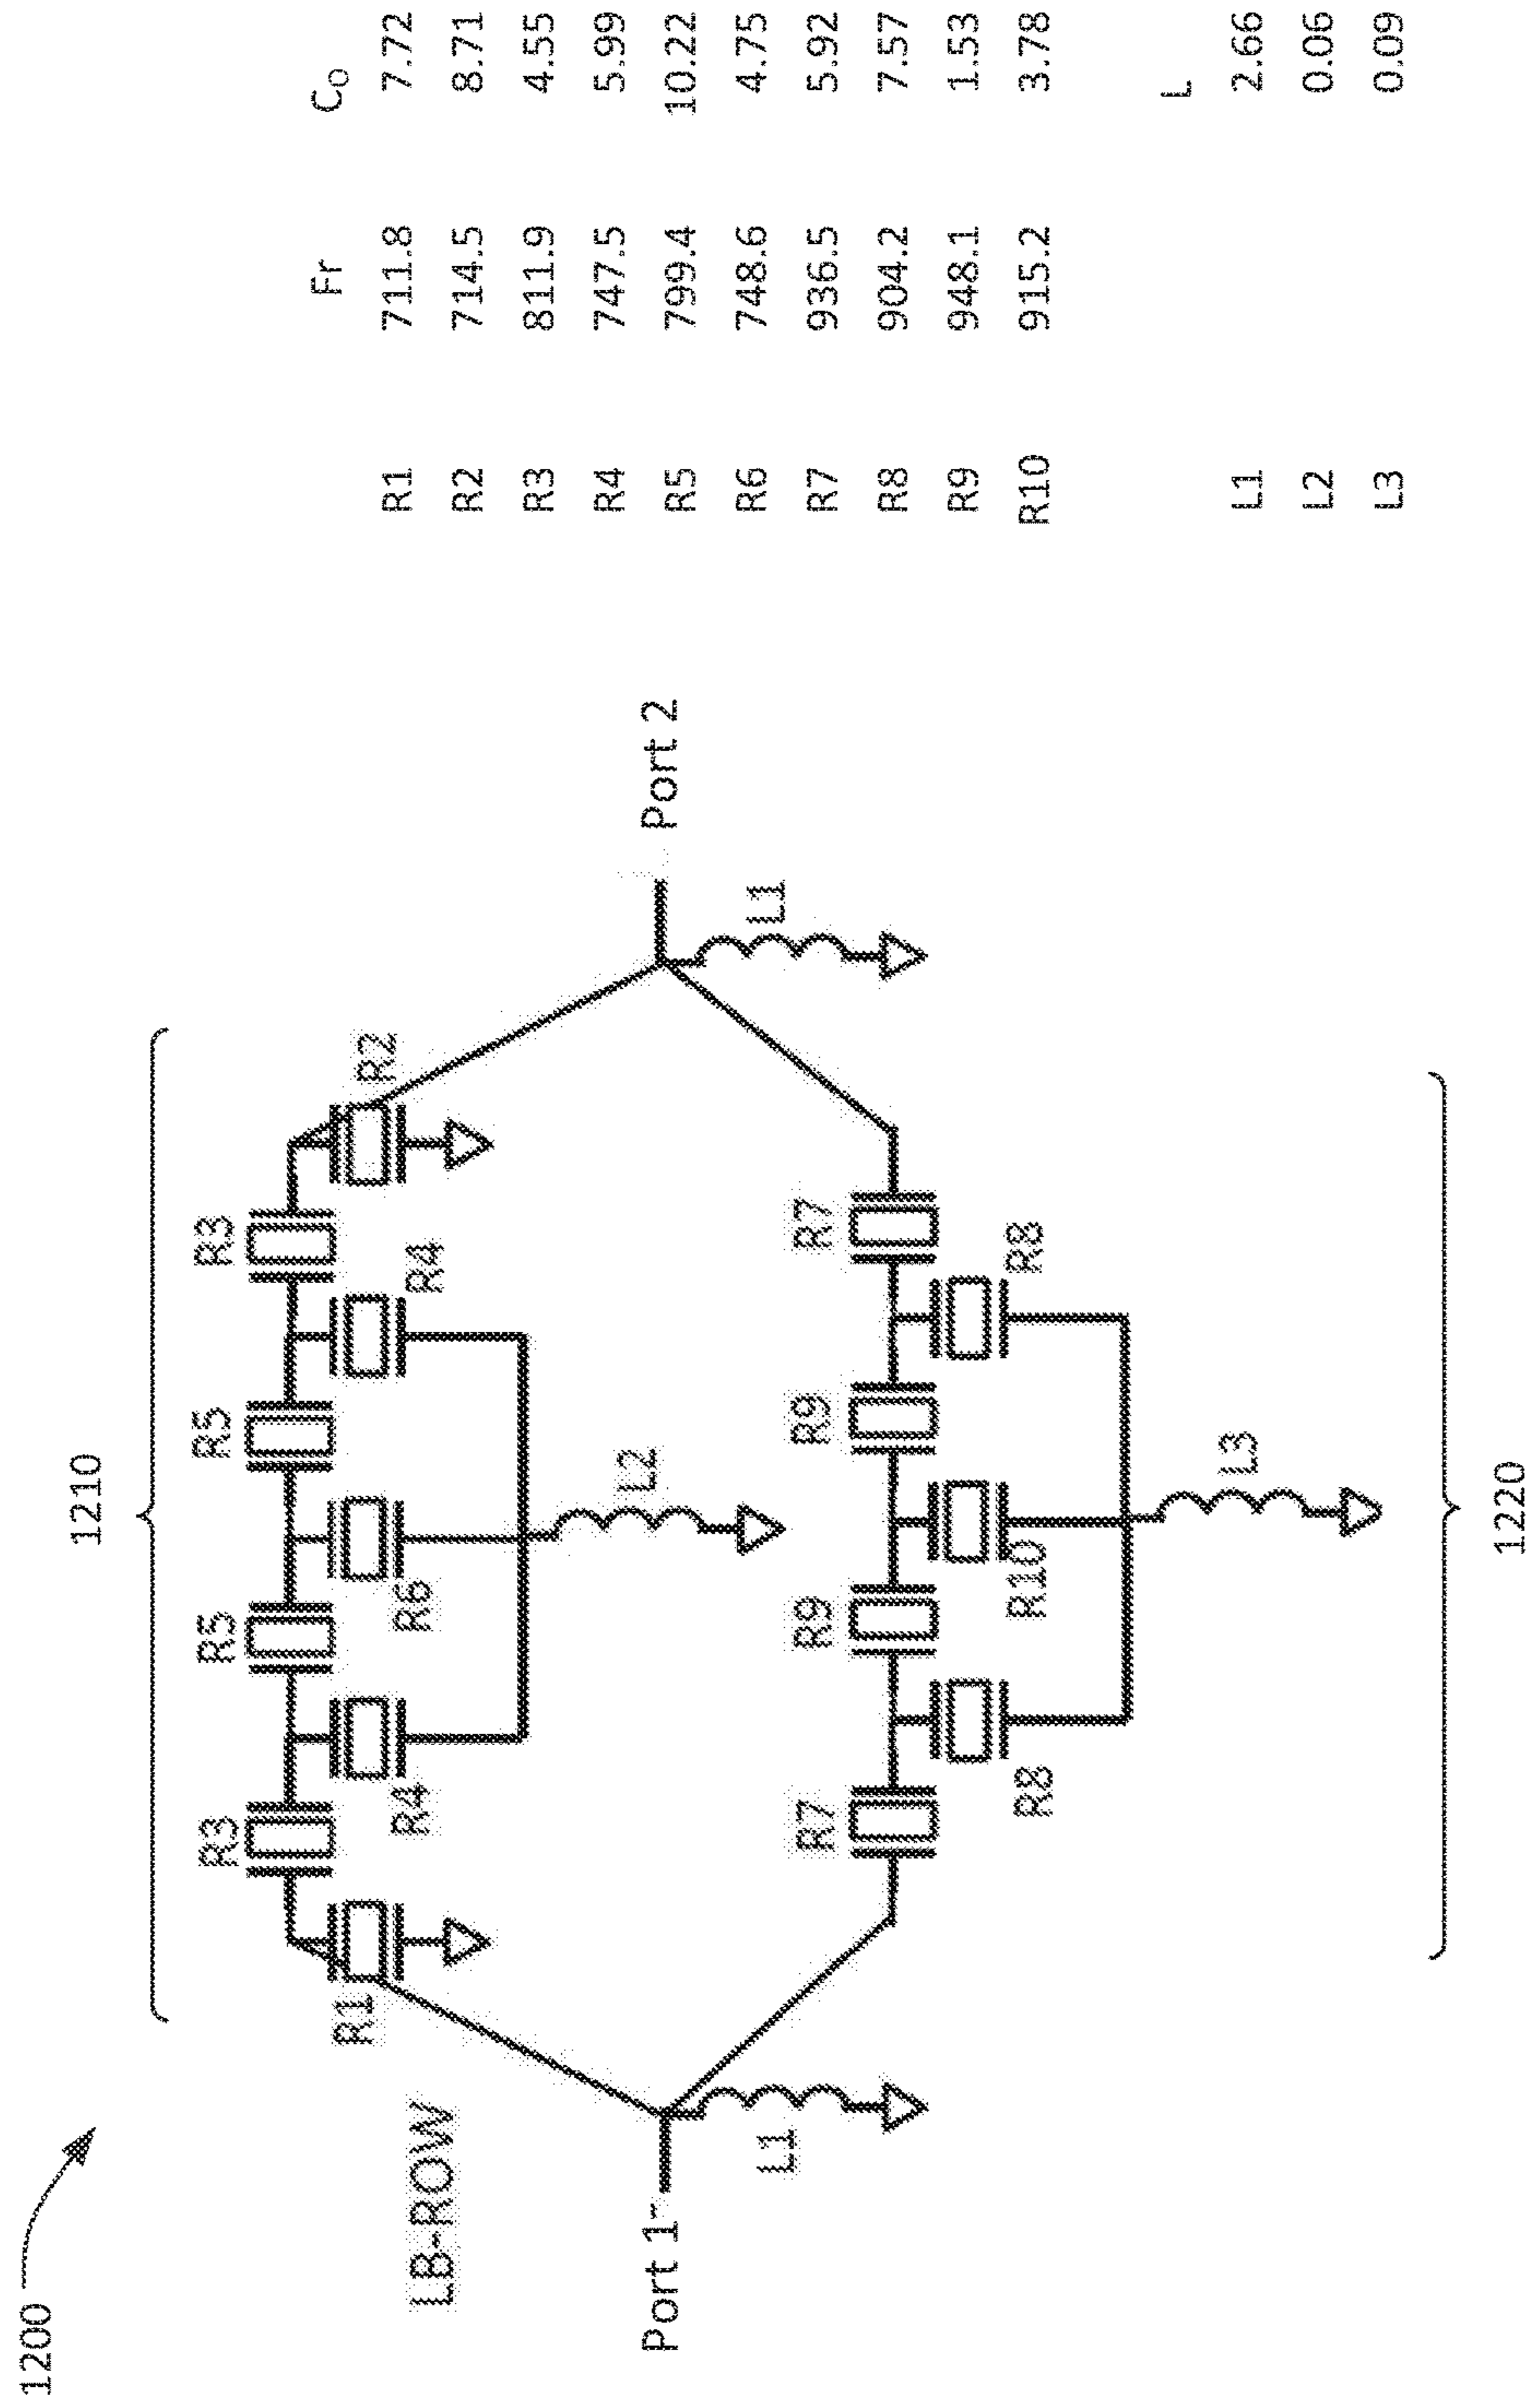 1200
LB-ROW
1210
R3 R5 R5 R3
R1 R4 R6 R4 R2
L2
Port 1
Port 2
L1
L1
R7 R9 R9 R7
R8 R10 R8
L3
1220
Fr C₀
R1 711.8 7.72
R2 714.5 8.71
R3 811.9 4.55
R4 747.5 5.99
R5 799.4 10.22
R6 748.6 4.75
R7 936.5 5.92
R8 904.2 7.57
R9 948.1 1.53
R10 915.2 3.78
L
L1 2.66
L2 0.06
L3 0.09